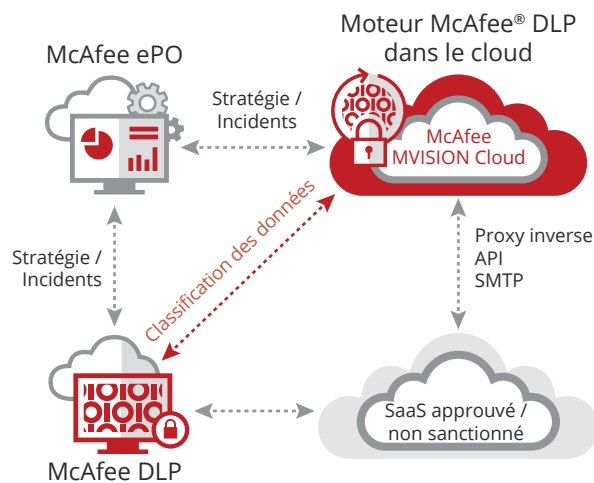 McAfee ePO
Moteur McAfee® DLP
dans le cloud
Stratégie /
Incidents
McAfee
MVISION Cloud
Classification des données
Stratégie /
Incidents
Proxy inverse
API
SMTP
SaaS approuvé /
non sanctionné
McAfee DLP